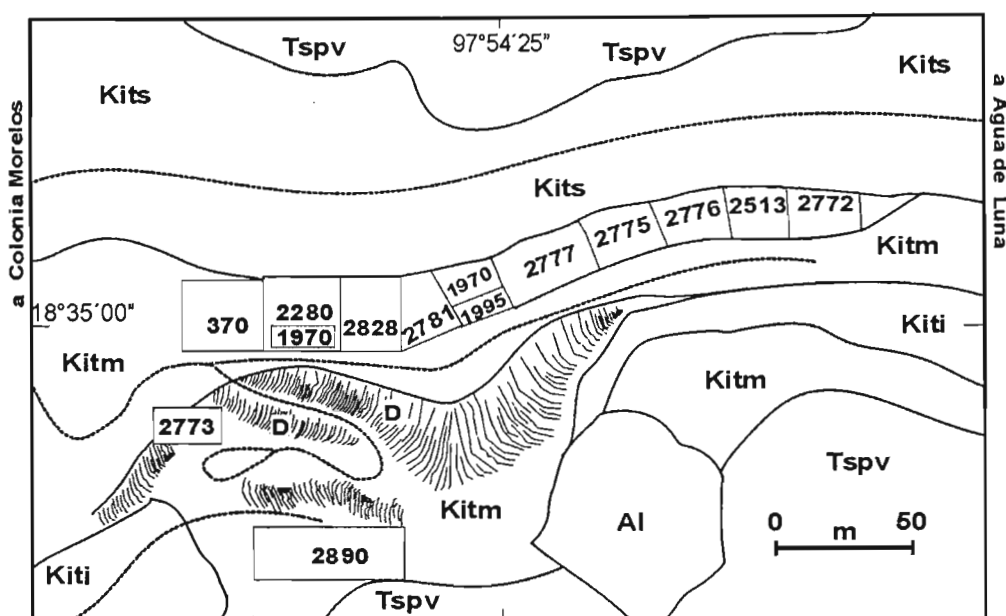 Tspv
97°54´25"
Tspv
Kits
Kits
a Colonia Morelos
a Agua de Luna
Kits
2772
2513
2776
2775
2777
1970
1995
2781
Kitm
18°35´00"
370
2280
1970
2828
Kiti
Kitm
Kitm
D
D
2773
Tspv
Kitm
Al
0 50
m
2890
Kiti
Tspv